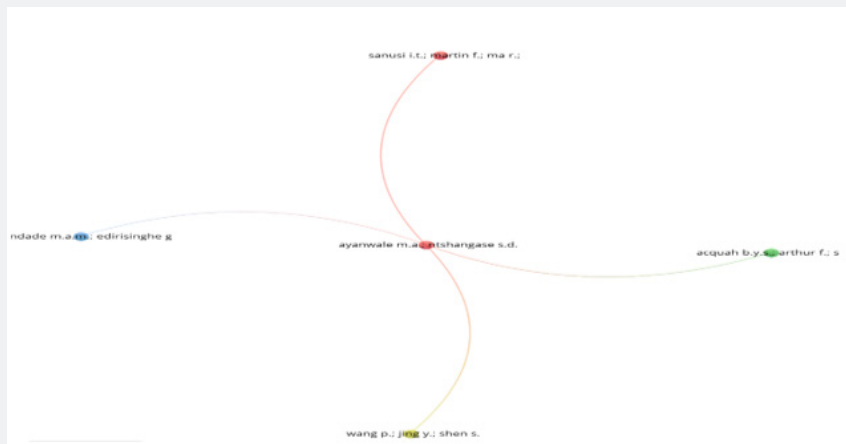 sanusi i.t.; martin f.; ma r.;
ndade m.a.m.; edirisinghe g
ayanwale m.a.; ntshangase s.d.
acquah b.y.s.; arthur f.; s
wang p.; jing y.; shen s.